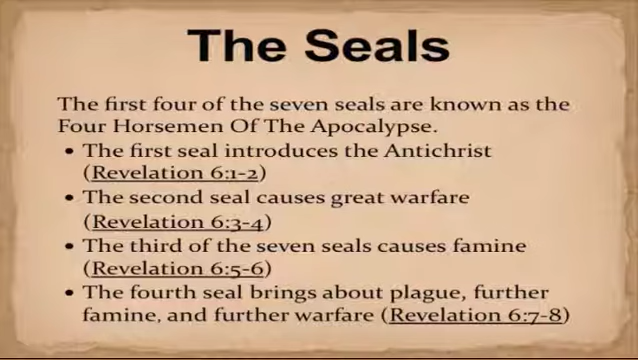 The Seals
The first four of the seven seals are known as the
Four Horsemen Of The Apocalypse.
• The first seal introduces the Antichrist
(Revelation 6:1-2)
• The second seal causes great warfare
(Revelation 6:3-4)
• The third of the seven seals causes famine
(Revelation 6:5-6)
• The fourth seal brings about plague, further
famine, and further warfare (Revelation 6:7-8)